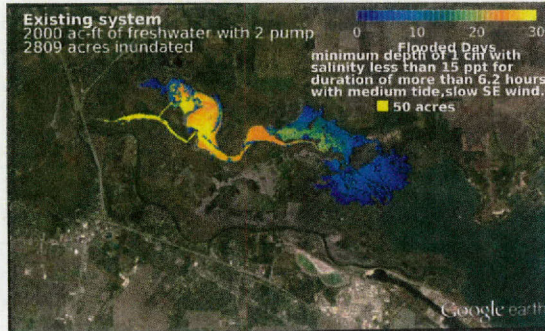 Existing system
2000 ac-ft of freshwater with 2 pump
2809 acres inundated
0 10 20 30
Flooded Days
minimum depth of 1 cm with
salinity less than 15 ppt for
duration of more than 6.2 hours
with medium tide,slow SE wind.
50 acres
Google earth